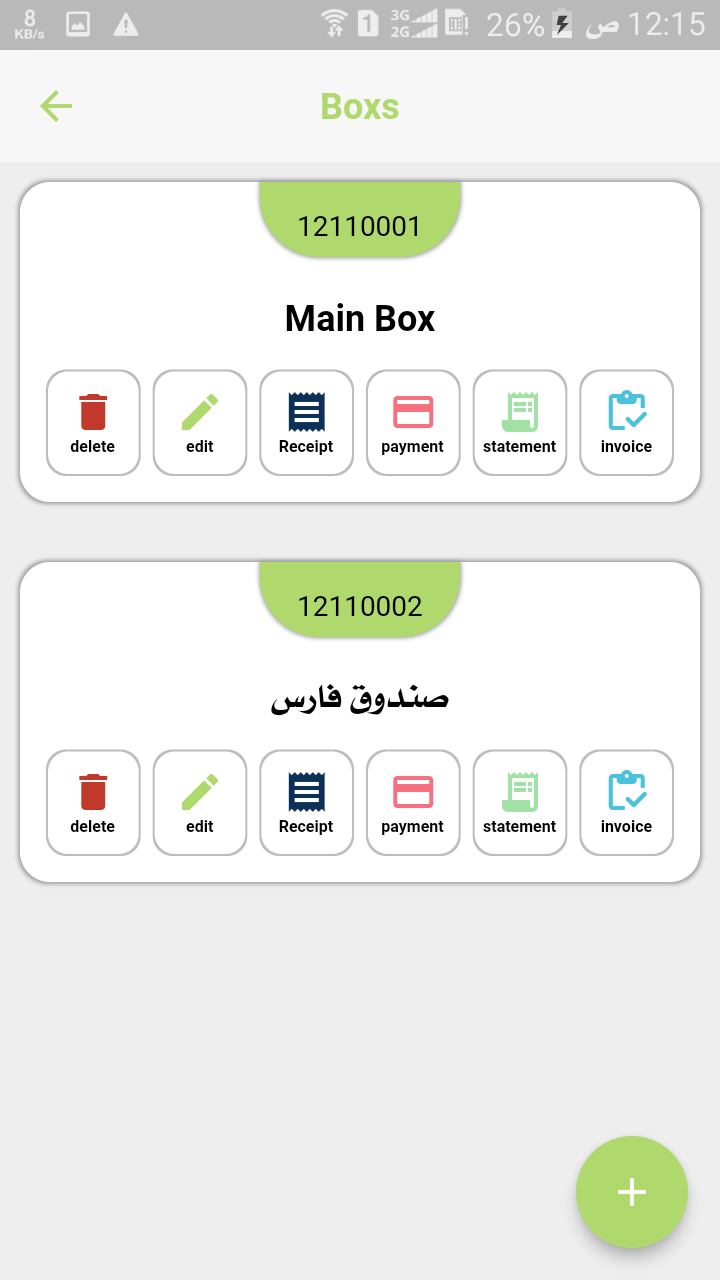 8
KB/s
1
3G
2G
26%
12:15 ص
Boxs
12110001
Main Box
delete edit Receipt payment statement invoice
12110002
صندوق فارس
delete edit Receipt payment statement invoice